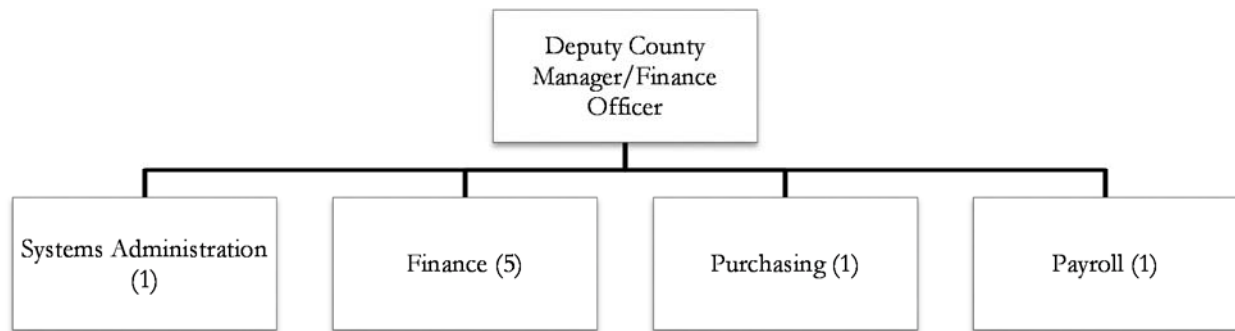 Deputy County
Manager/Finance
Officer
Systems Administration
(1)
Finance (5)
Purchasing (1)
Payroll (1)